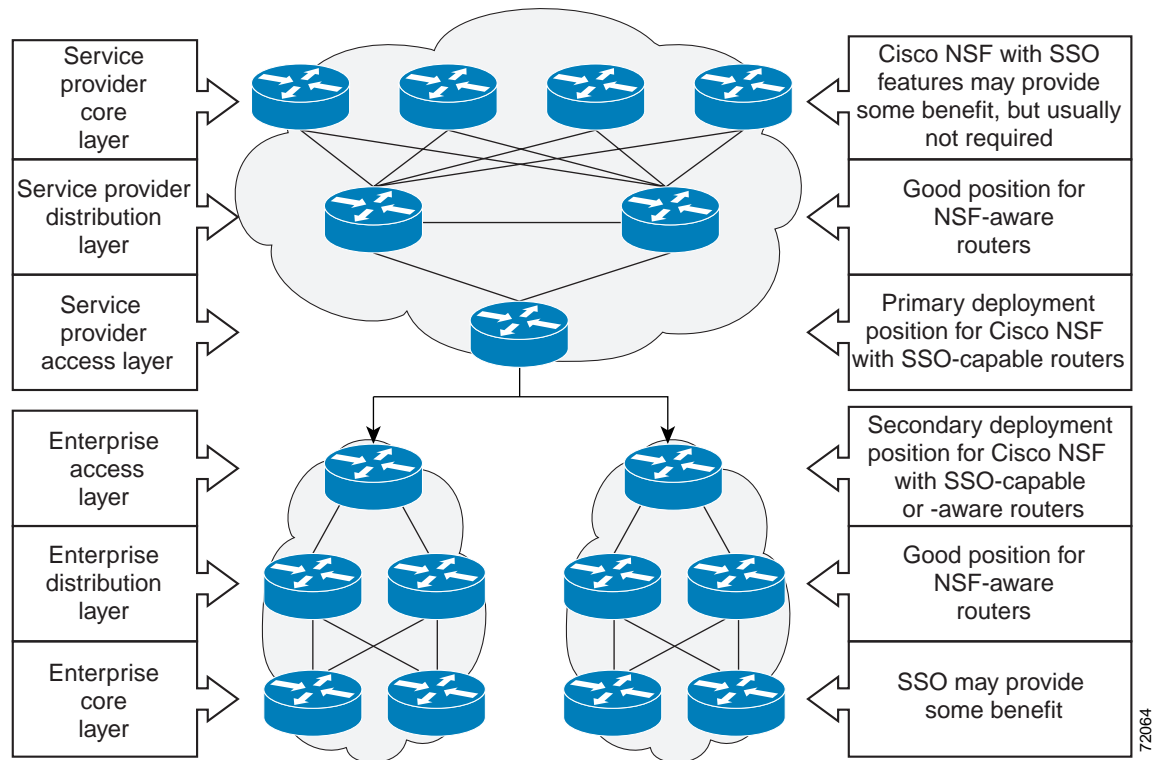 Service
provider
core
layer
Cisco NSF with SSO
features may provide
some benefit, but usually
not required
Service provider
distribution
layer
Good position for
NSF-aware
routers
Service
provider
access layer
Primary deployment
position for Cisco NSF
with SSO-capable routers
Enterprise
access
layer
Secondary deployment
position for Cisco NSF
with SSO-capable
or -aware routers
Enterprise
distribution
layer
Good position for
NSF-aware
routers
Enterprise
core
layer
SSO may provide
some benefit
72064